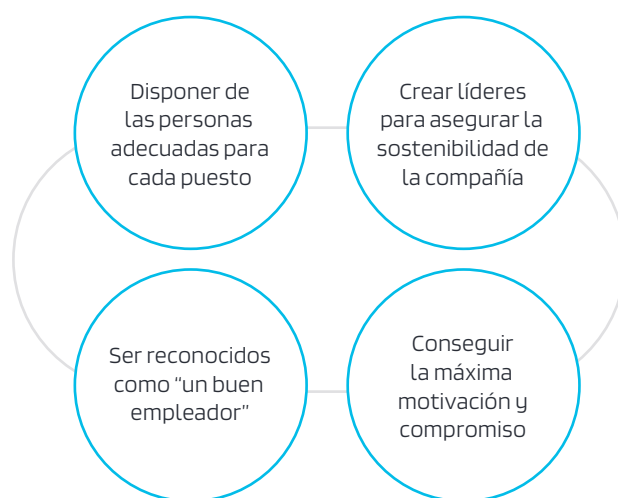 Disponer de
las personas
adecuadas para
cada puesto
Crear líderes
para asegurar la
sostenibilidad de
la compañía
Ser reconocidos
como “un buen
empleador”
Conseguir
la máxima
motivación y
compromiso